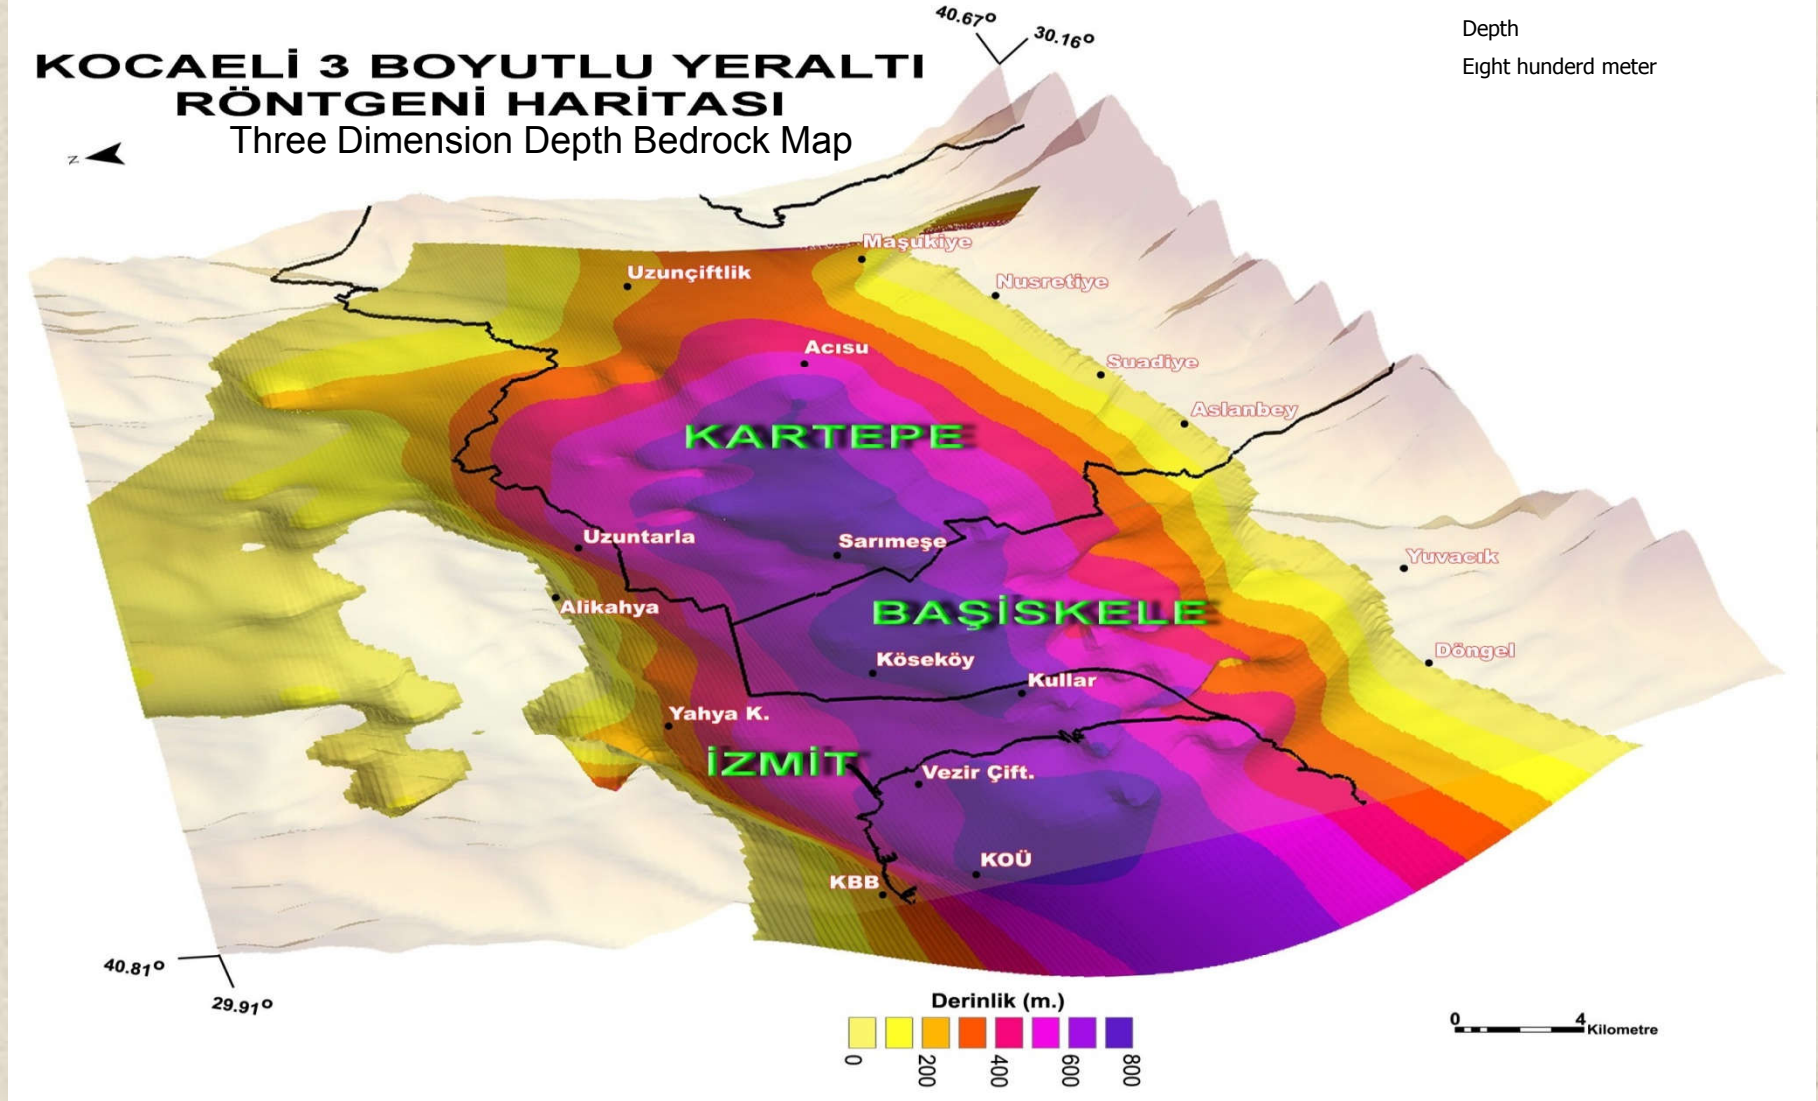 40.67°
30.16°
Depth
Eıght hunderd meter
KOCAELİ 3 BOYUTLU YERALTI
RÖNTGENİ HARİTASI
Three Dimension Depth Bedrock Map
Z
Maşukiye
Uzunçiftlik
Nusretiye
Acısu
Suadiye
Aslanbey
KARTEPE
Uzuntarla
Sarımeşe
Yuvacık
Alikahya
BAŞİSKELE
Döngel
Köseköy
Kullar
Yahya K.
İZMİT
Vezir Çift.
KOÜ
KBB
40.81°
29.91°
Derinlik (m.)
0 200 400 600 800
0 4 Kilometre